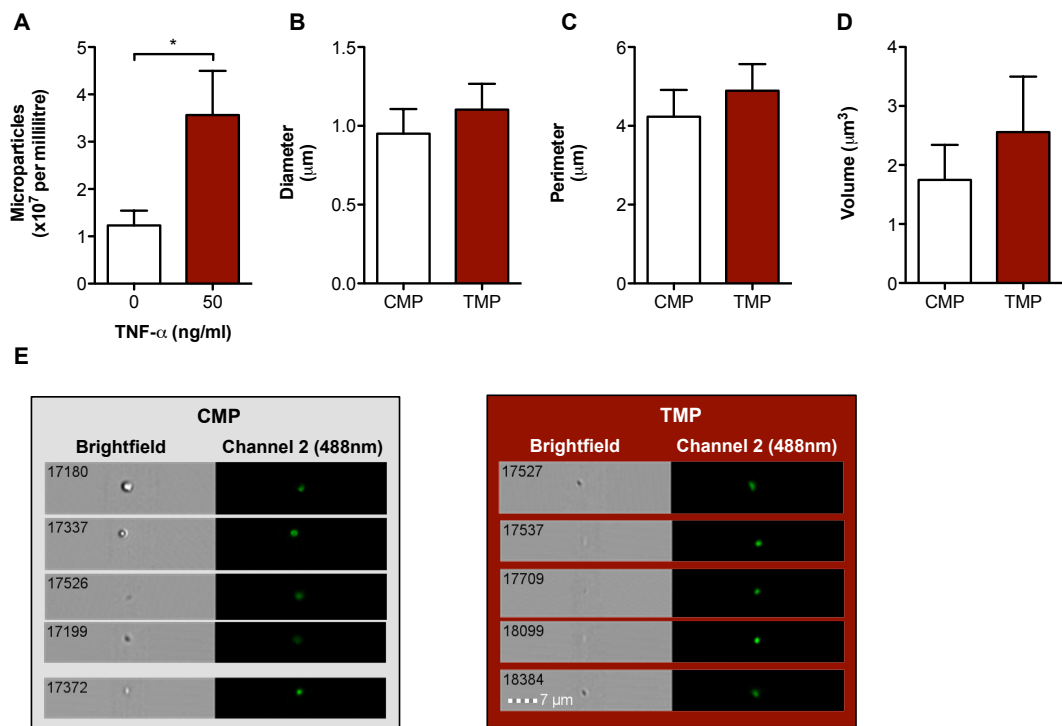 A
Microparticles
(x10⁷ per millilitre)
5
4
3
2
1
0
*
0
50
TNF-α (ng/ml)
B
Diameter
(μm)
1.5
1.0
0.5
0.0
CMP
TMP
C
Perimeter
(μm)
6
4
2
0
CMP
TMP
D
Volume (μm³)
4
3
2
1
0
CMP
TMP
E
CMP
Brightfield
Channel 2 (488nm)
17180
17337
17526
17199
17372
TMP
Brightfield
Channel 2 (488nm)
17527
17537
17709
18099
18384
7 μm